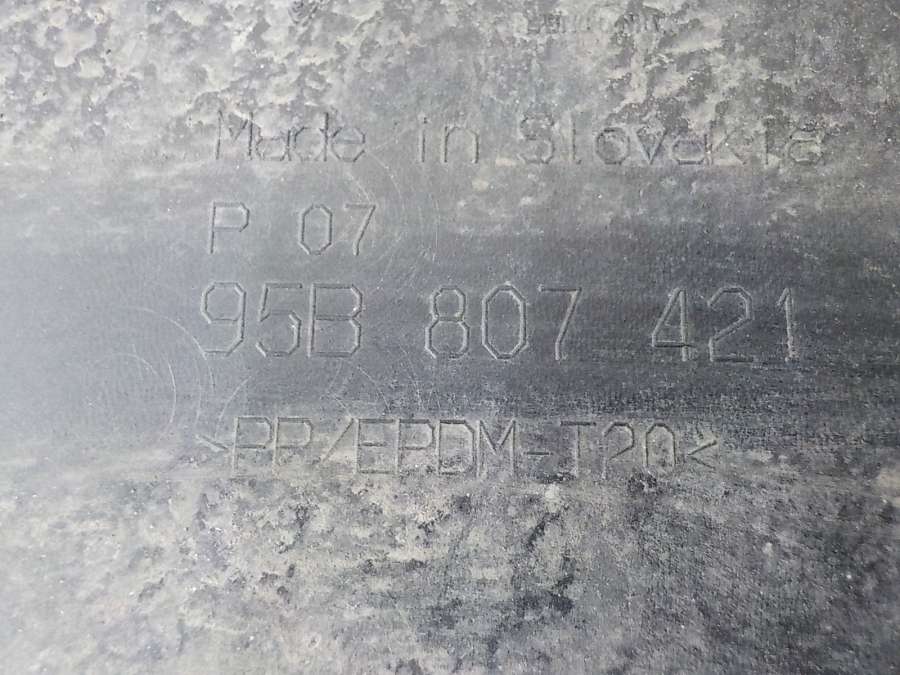 Made in Slovakia
P 07
95B 807 421
>PP/EPDM-T20<